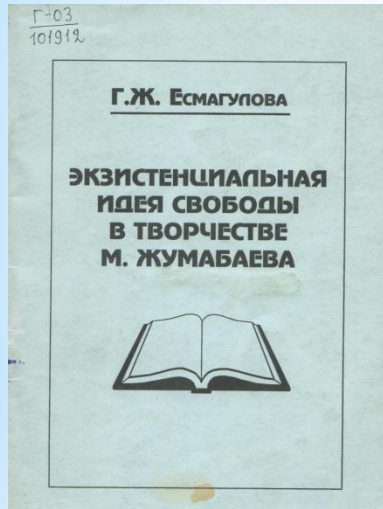 Г-03
101912
Г.Ж. Есмагулова
ЭКЗИСТЕНЦИАЛЬНАЯ
ИДЕЯ СВОБОДЫ
В ТВОРЧЕСТВЕ
М. ЖУМАБАЕВА